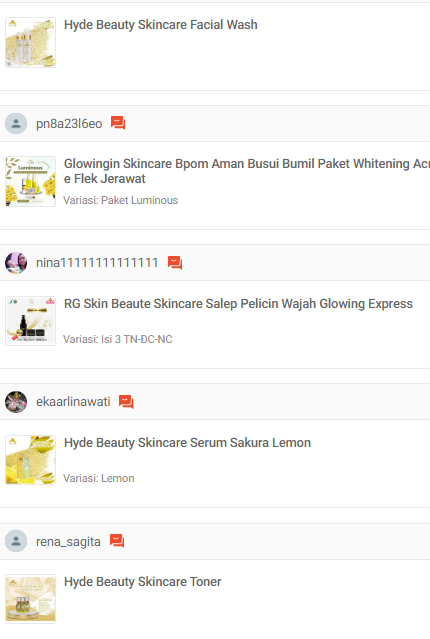 Hyde Beauty Skincare Facial Wash
pn8a23l6eo
Glowingin Skincare Bpom Aman Busui Bumil Paket Whitening Acn
e Flek Jerawat
Variasi: Paket Luminous
nina11111111111111
RG Skin Beaute Skincare Salep Pelicin Wajah Glowing Express
Variasi: Isi 3 TN-DC-NC
ekaarlinawati
Hyde Beauty Skincare Serum Sakura Lemon
Variasi: Lemon
rena_sagita
Hyde Beauty Skincare Toner